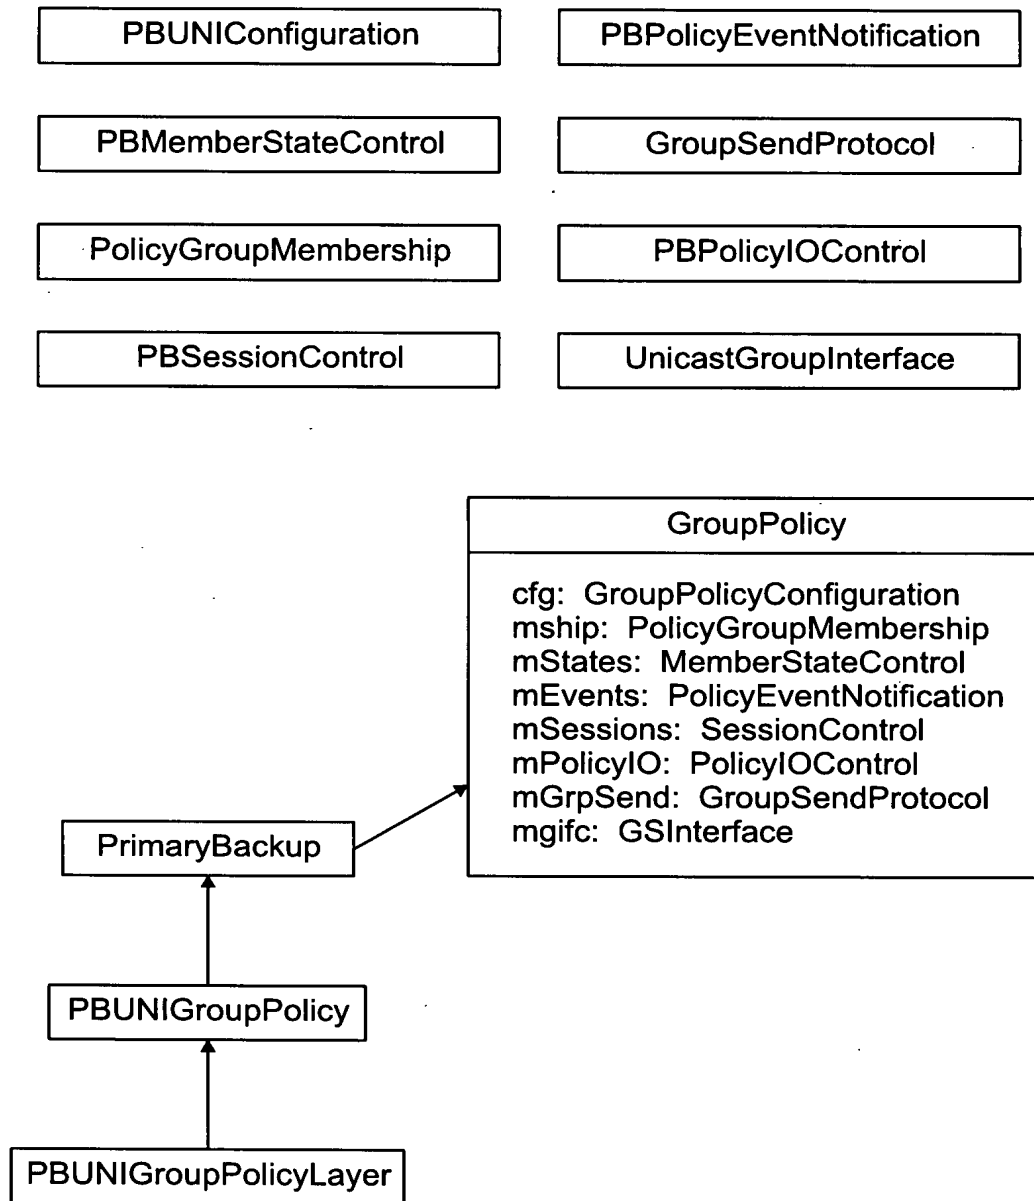 PBUNIConfiguration
PBPolicyEventNotification
PBMemberStateControl
GroupSendProtocol
PolicyGroupMembership
PBPolicyIOControl
PBSessionControl
UnicastGroupInterface
GroupPolicy
cfg: GroupPolicyConfiguration
mship: PolicyGroupMembership
mStates: MemberStateControl
mEvents: PolicyEventNotification
mSessions: SessionControl
mPolicyIO: PolicyIOControl
mGrpSend: GroupSendProtocol
mgifc: GSInterface
PrimaryBackup
PBUNIGroupPolicy
PBUNIGroupPolicyLayer